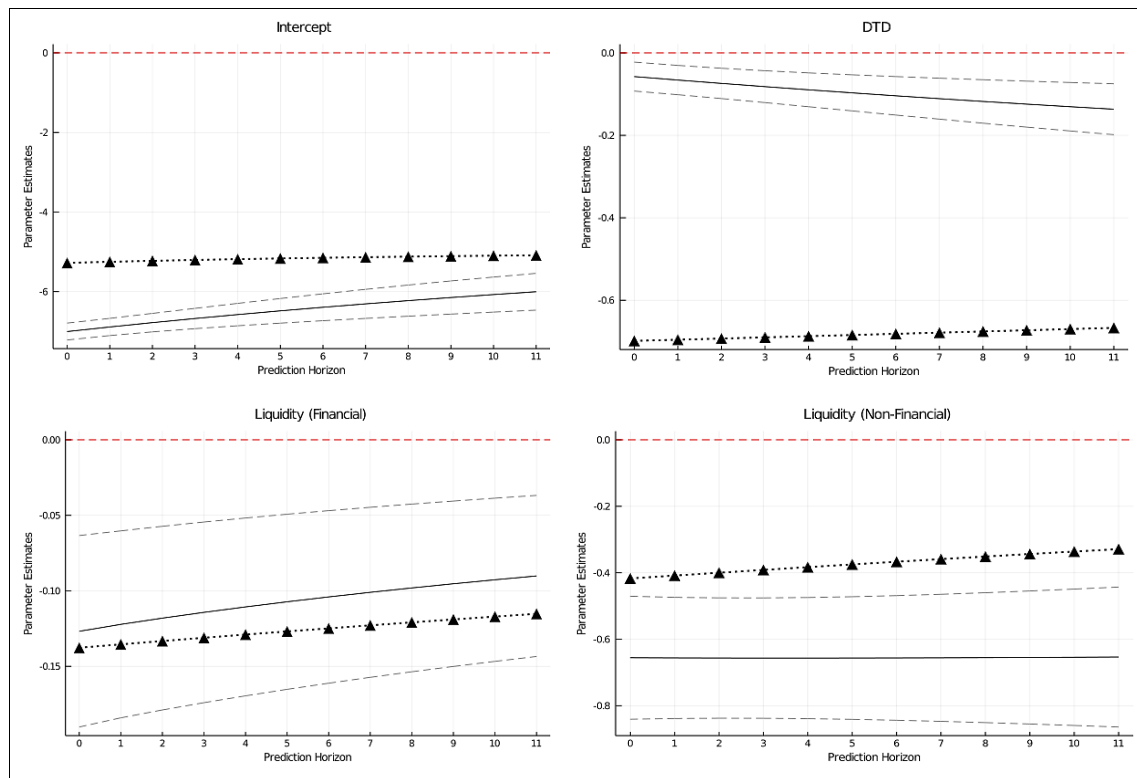 Intercept
0
-2
-4
-6
Parameter Estimates
0 1 2 3 4 5 6 7 8 9 10 11
Prediction Horizon
DTD
0.0
-0.2
-0.4
-0.6
Parameter Estimates
0 1 2 3 4 5 6 7 8 9 10 11
Prediction Horizon
Liquidity (Financial)
0.00
-0.05
-0.10
-0.15
Parameter Estimates
0 1 2 3 4 5 6 7 8 9 10 11
Prediction Horizon
Liquidity (Non-Financial)
0.0
-0.2
-0.4
-0.6
-0.8
Parameter Estimates
0 1 2 3 4 5 6 7 8 9 10 11
Prediction Horizon